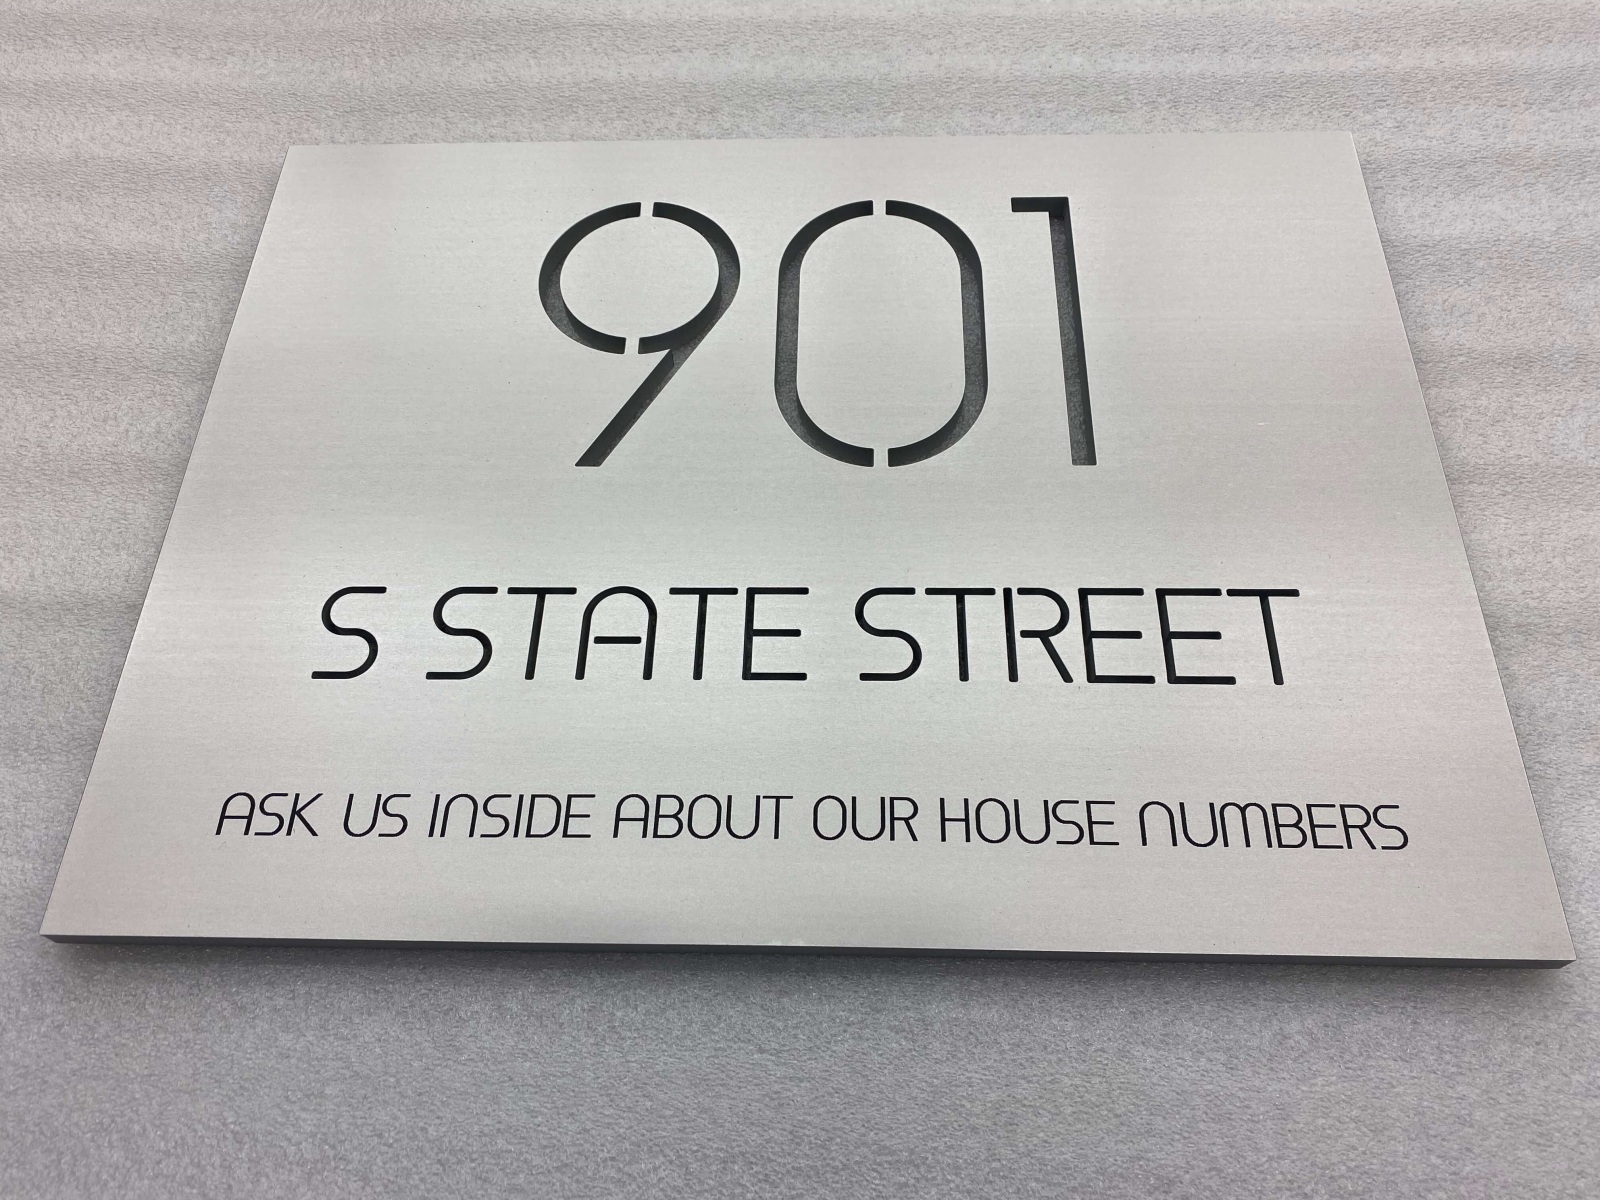 901
S STATE STREET
ASK US INSIDE ABOUT OUR HOUSE NUMBERS